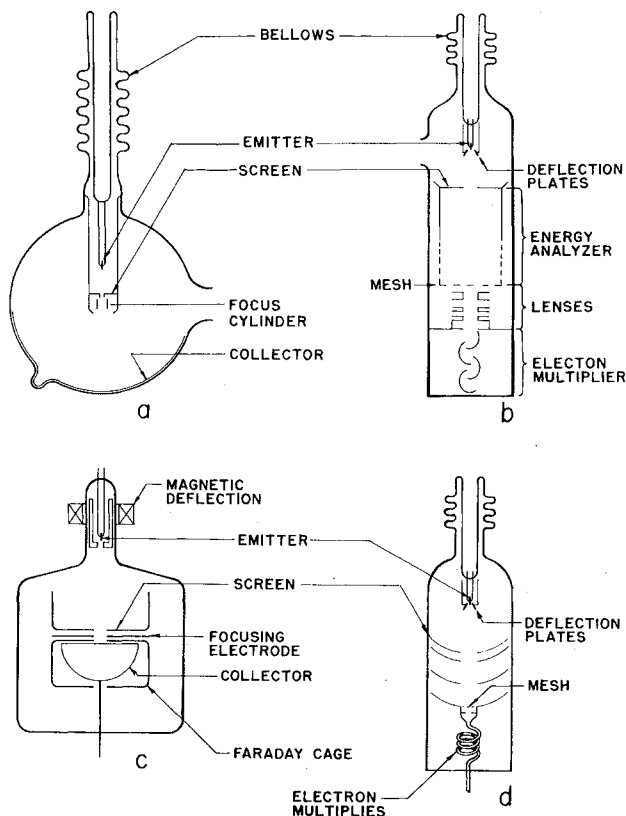 BELLOWS
EMITTER
SCREEN
DEFLECTION
PLATES
ENERGY
ANALYZER
MESH
FOCUS
CYLINDER
LENSES
COLLECTOR
ELECTON
MULTIPLIER
a
b
MAGNETIC
DEFLECTION
EMITTER
SCREEN
FOCUSING
ELECTRODE
DEFLECTION
PLATES
COLLECTOR
MESH
FARADAY CAGE
c
ELECTRON
MULTIPLIES
d